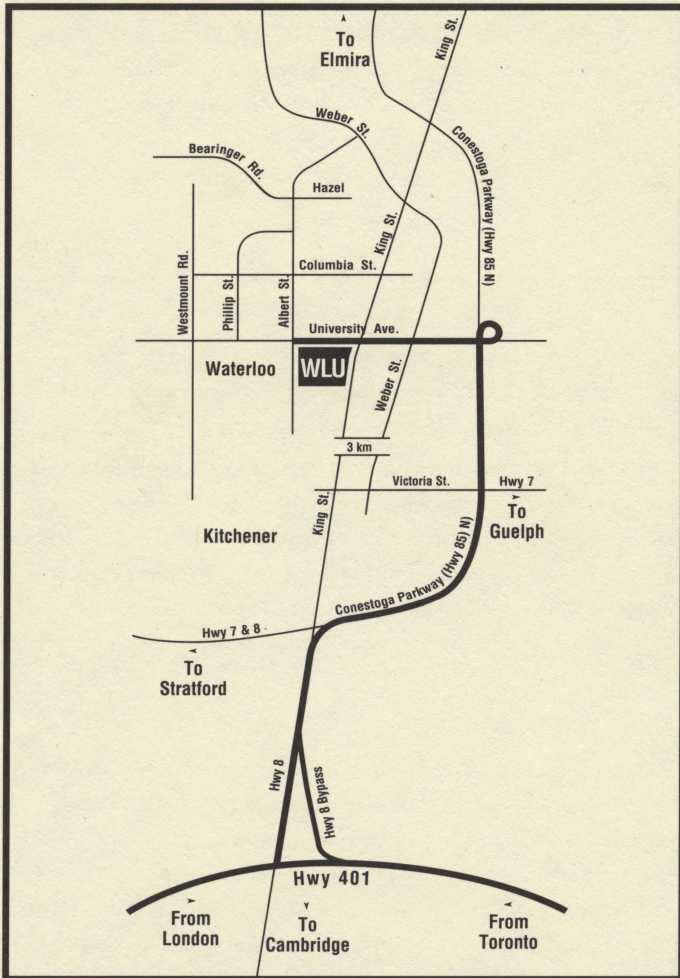 To
Elmira
King St.
Weber St.
Conestoga Parkway (Hwy 85 N)
Bearinger Rd.
Hazel
King St.
Columbia St.
Westmount Rd.
Phillip St.
Albert St.
University Ave.
Waterloo
WLU
Weber St.
3 km
Victoria St.
Hwy 7
To
Guelph
King St.
Kitchener
Conestoga Parkway (Hwy 85) N)
Hwy 7 & 8
To
Stratford
Hwy 8
Hwy 8 Bypass
Hwy 401
From
London
To
Cambridge
From
Toronto